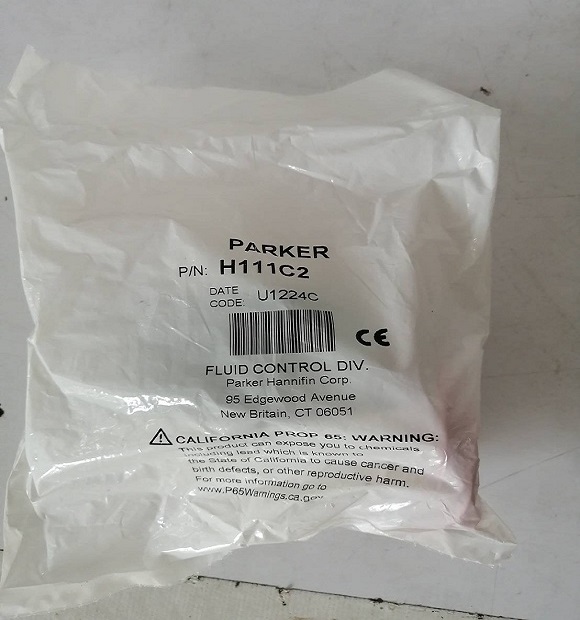 PARKER
P/N: H111C2
DATE
CODE: U1224C
CE
FLUID CONTROL DIV.
Parker Hannifin Corp.
95 Edgewood Avenue
New Britain, CT 06051
⚠ CALIFORNIA PROP 65: WARNING:
This product can expose you to chemicals
including lead which is known to
the State of California to cause cancer and
birth defects, or other reproductive harm.
For more information go to
www.P65Warnings.ca.gov